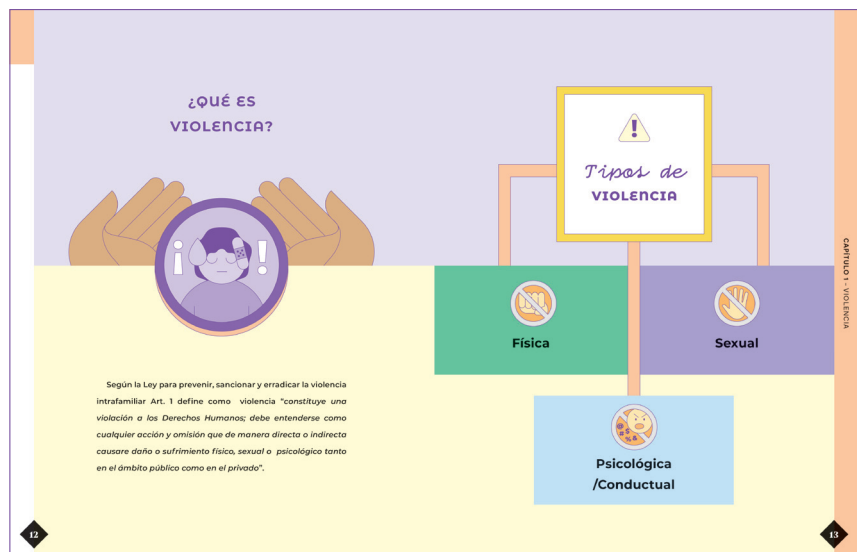 ¿QUÉ ES
VIOLENCIA?
¡ !
Según la Ley para prevenir, sancionar y erradicar la violencia
intrafamiliar Art. 1 define como violencia "constituye una
violación a los Derechos Humanos; debe entenderse como
cualquier acción y omisión que de manera directa o indirecta
causare daño o sufrimiento físico, sexual o psicológico tanto
en el ámbito público como en el privado".
12
!
Tipos de
VIOLENCIA
Física
Sexual
@
#$
%&
Psicológica
/Conductual
CAPÍTULO 1 - VIOLENCIA
13